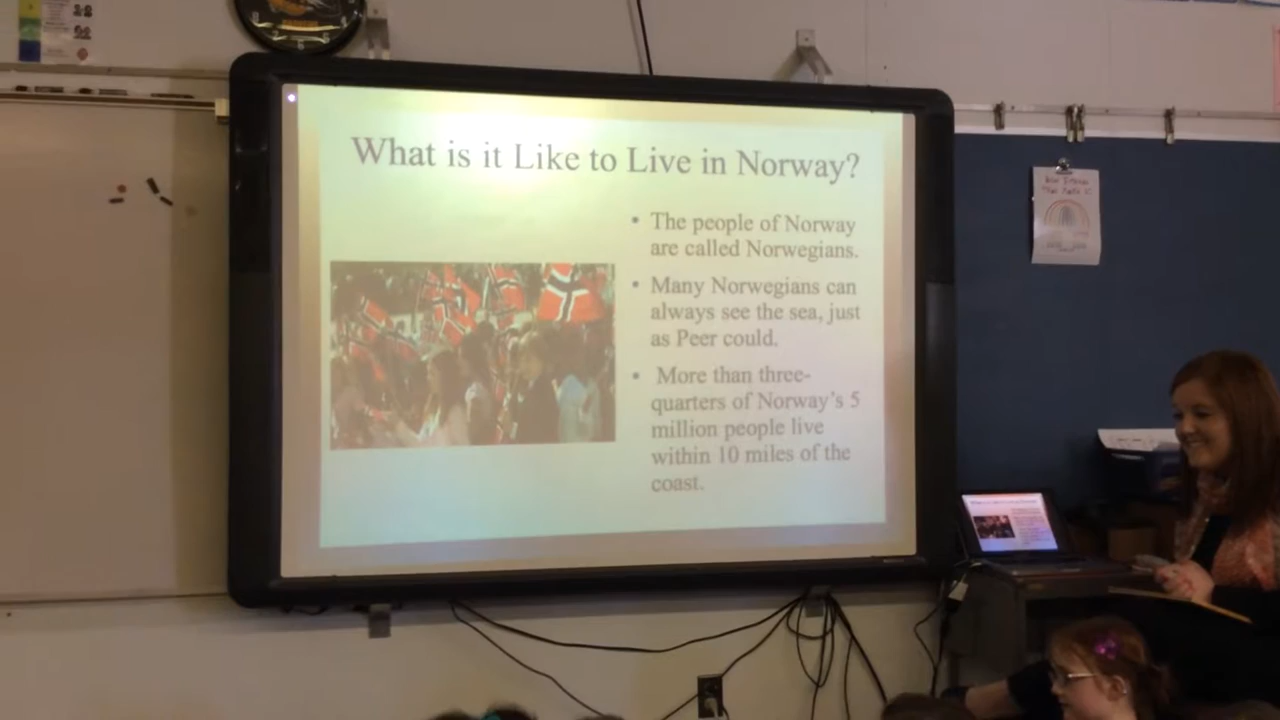 What is it Like to Live in Norway?
• The people of Norway
are called Norwegians.
• Many Norwegians can
always see the sea, just
as Peer could.
• More than three-
quarters of Norway's 5
million people live
within 10 miles of the
coast.